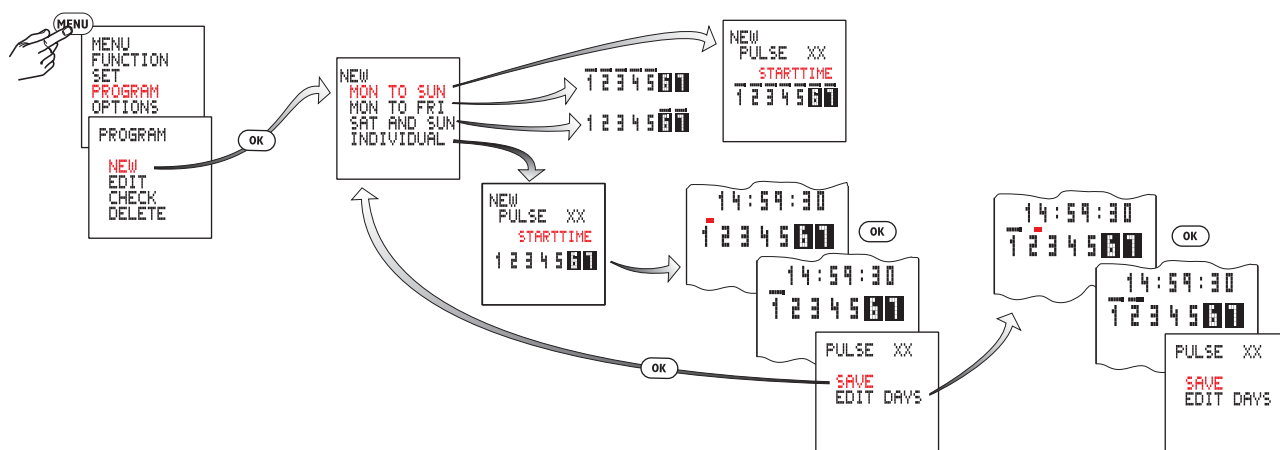 MENU
MENU
FUNCTION
SET
PROGRAM
OPTIONS
PROGRAM
NEW
EDIT
CHECK
DELETE
OK
NEW
MON TO SUN
MON TO FRI
SAT AND SUN
INDIVIDUAL
1 2 3 4 5 6 7
1 2 3 4 5 6 7
NEW
PULSE XX
STARTTIME
1 2 3 4 5 6 7
NEW
PULSE XX
STARTTIME
1 2 3 4 5 6 7
14:59:30
1 2 3 4 5 6 7
OK
14:59:30
1 2 3 4 5 6 7
PULSE XX
SAVE
EDIT DAYS
OK
14:59:30
1 2 3 4 5 6 7
OK
14:59:30
1 2 3 4 5 6 7
PULSE XX
SAVE
EDIT DAYS